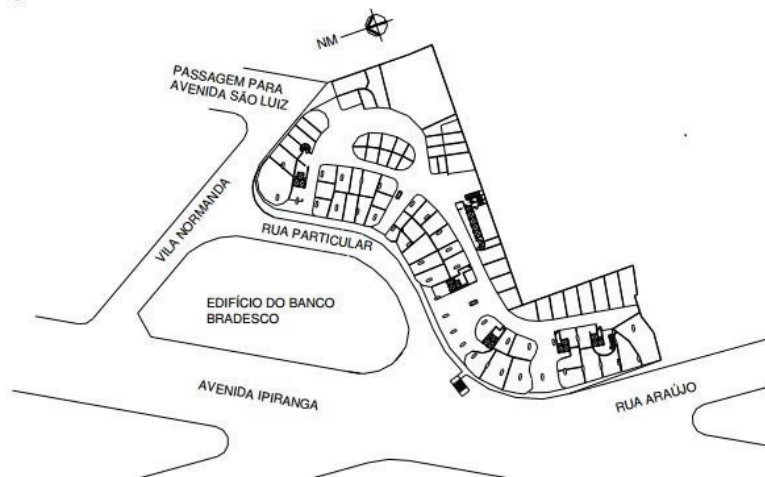 NM
PASSAGEM PARA
AVENIDA SÃO LUIZ
VILA NORMANDA
RUA PARTICULAR
EDIFÍCIO DO BANCO
BRADESCO
AVENIDA IPIRANGA
RUA ARAÚJO